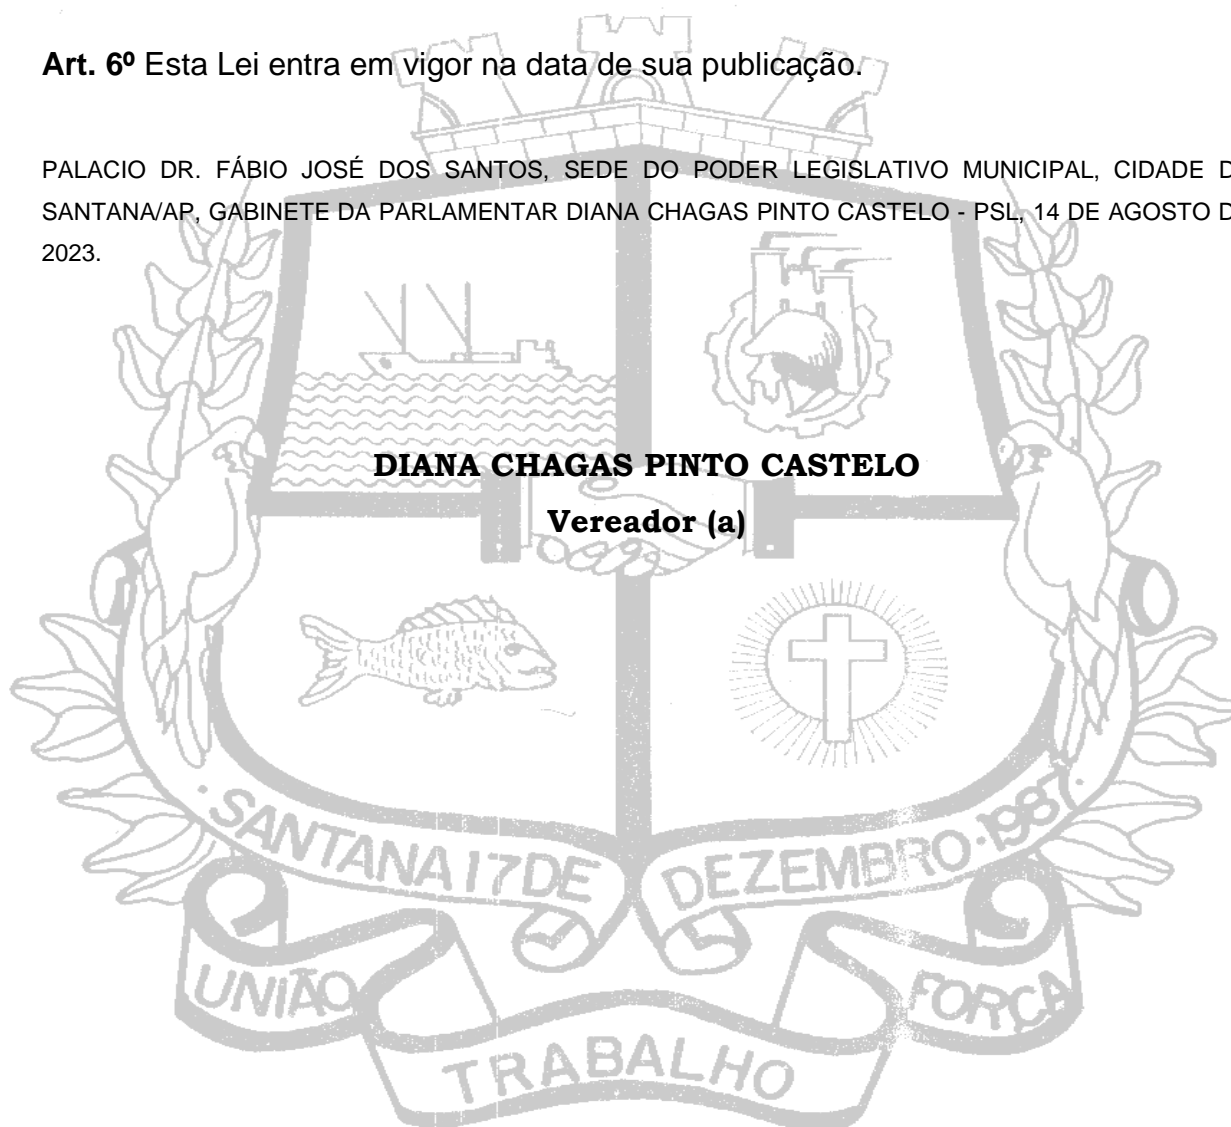 Art. 6º Esta Lei entra em vigor na data de sua publicação.
PALACIO DR. FÁBIO JOSÉ DOS SANTOS, SEDE DO PODER LEGISLATIVO MUNICIPAL, CIDADE D
SANTANA/AP, GABINETE DA PARLAMENTAR DIANA CHAGAS PINTO CASTELO - PSL, 14 DE AGOSTO D
2023.
DIANA CHAGAS PINTO CASTELO
Vereador (a)
· SANTANA 17 DE DEZEMBRO · 1987 ·
UNIÃO
TRABALHO
FORÇA